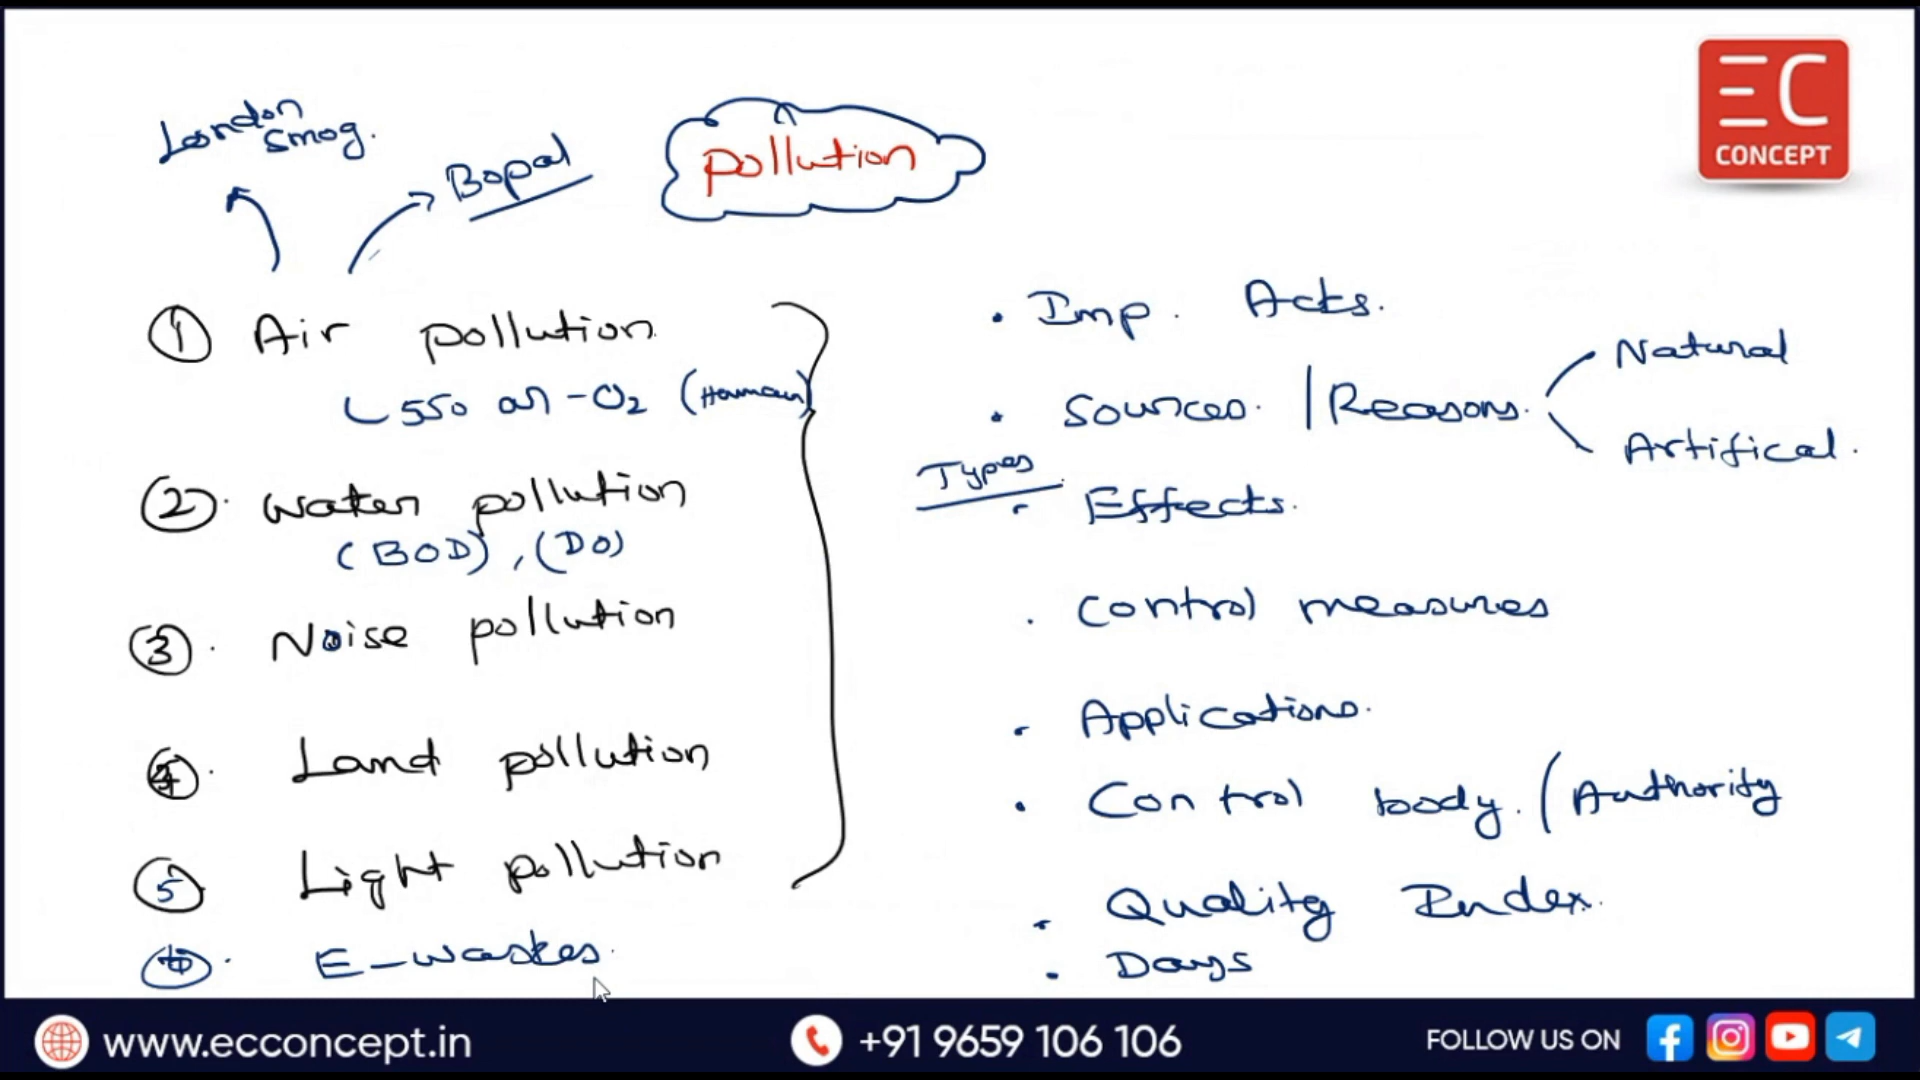 London
Smog.
Bopal
pollution
EC
CONCEPT
① Air pollution
550 - O2 (Human)
② water pollution
(BOD), (DO)
③ Noise pollution
④ Land pollution
⑤ Light pollution
⑥ E-wastes.
• Imp. Acts.
• Sources. / Reasons.
Natural
Artifical.
Types
• Effects.
• control measures
• Applications.
• Control body. / Authority
• Quality Index.
• Days
www.ecconcept.in
+91 9659 106 106
FOLLOW US ON